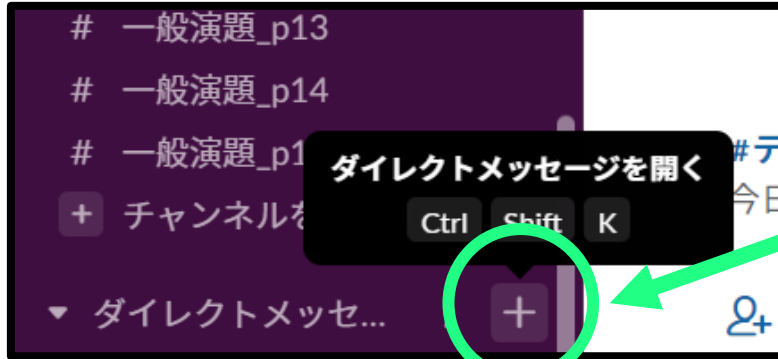 # 一般演題_p13
# 一般演題_p14
# 一般演題_p1
ダイレクトメッセージを開く
Ctrl Shift K
+ チャンネルを
▼ ダイレクトメッセ... +
#デ
今日